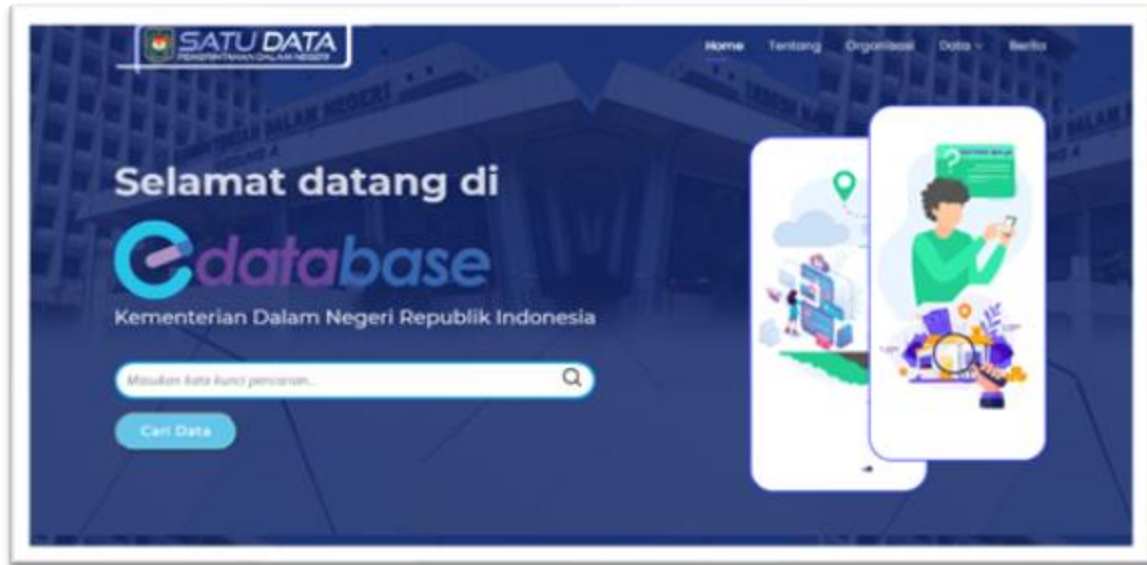 SATU DATA
PEMERINTAHAN DALAM NEGERI
Home Tentang Organisasi Data Berita
Selamat datang di
edatabase
Kementerian Dalam Negeri Republik Indonesia
Masukan kata kunci pencarian...
Cari Data